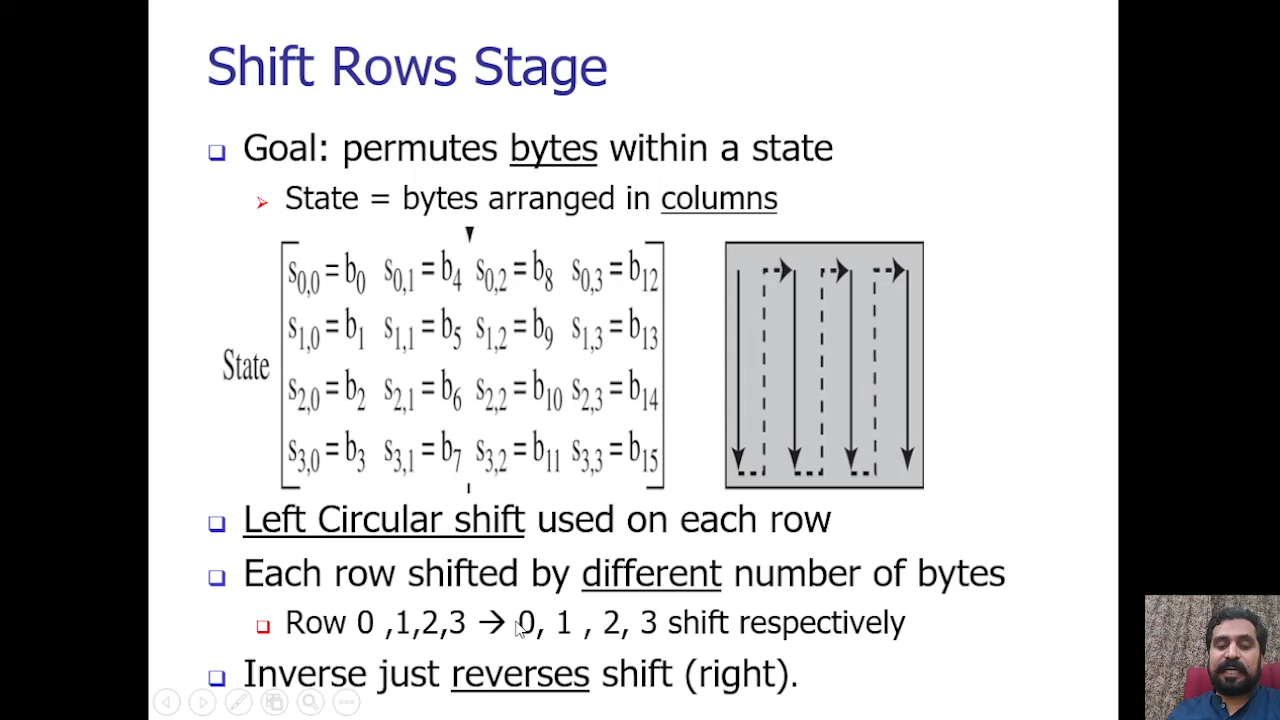 Shift Rows Stage
Goal: permutes bytes within a state
State = bytes arranged in columns
s0,0 = b0 s0,1 = b4 s0,2 = b8 s0,3 = b12
s1,0 = b1 s1,1 = b5 s1,2 = b9 s1,3 = b13
State
s2,0 = b2 s2,1 = b6 s2,2 = b10 s2,3 = b14
s3,0 = b3 s3,1 = b7 s3,2 = b11 s3,3 = b15
Left Circular shift used on each row
Each row shifted by different number of bytes
Row 0 ,1,2,3 → 0, 1 , 2, 3 shift respectively
Inverse just reverses shift (right).